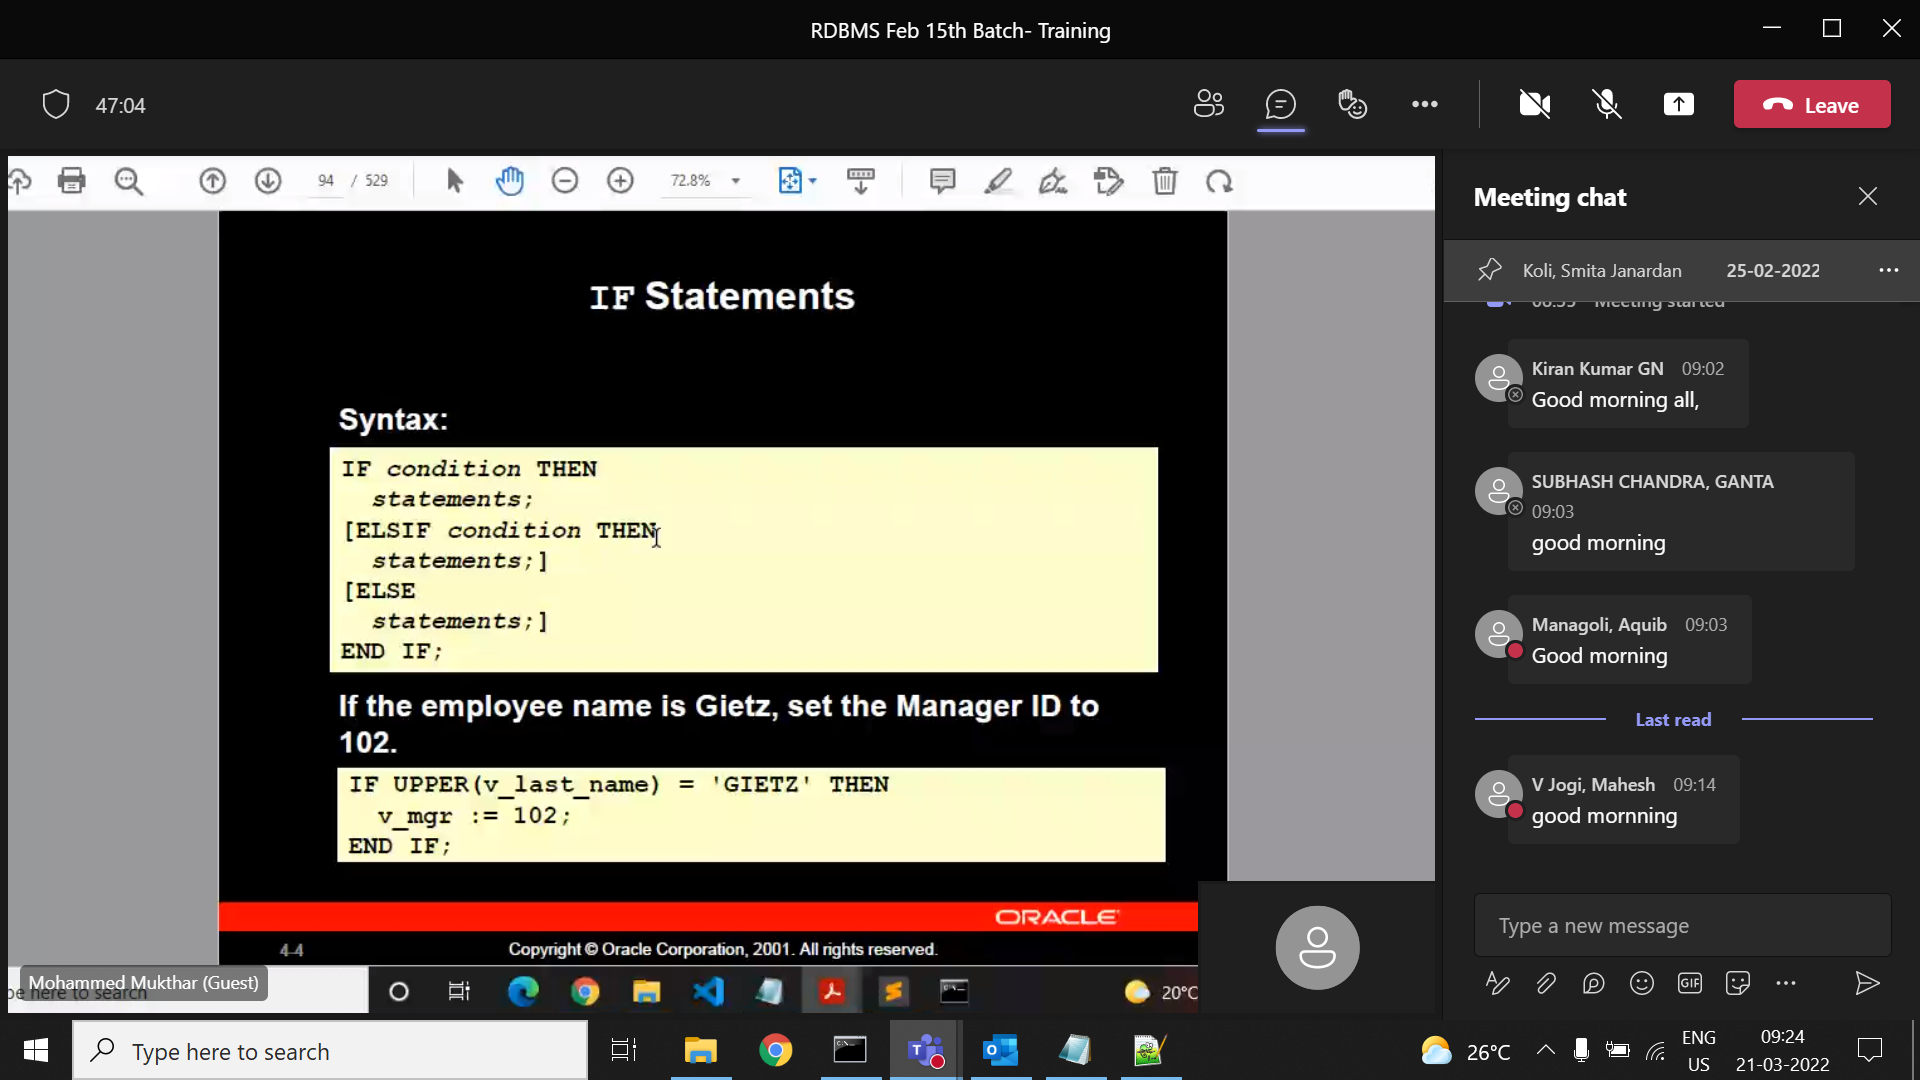 RDBMS Feb 15th Batch- Training
47:04
Leave
94 / 529
72.8%
IF Statements
Syntax:
IF condition THEN
statements;
[ELSIF condition THEN
statements;]
[ELSE
statements;]
END IF;
If the employee name is Gietz, set the Manager ID to
102.
IF UPPER(v_last_name) = 'GIETZ' THEN
v_mgr := 102;
END IF;
ORACLE
4-4
Copyright © Oracle Corporation, 2001. All rights reserved.
Mohammed Mukthar (Guest)
20°C
Meeting chat
Koli, Smita Janardan 25-02-2022
Meeting started
Kiran Kumar GN 09:02
Good morning all,
SUBHASH CHANDRA, GANTA
09:03
good morning
Managoli, Aquib 09:03
Good morning
Last read
V Jogi, Mahesh 09:14
good mornning
Type a new message
GIF
Type here to search
26°C
ENG
US
09:24
21-03-2022